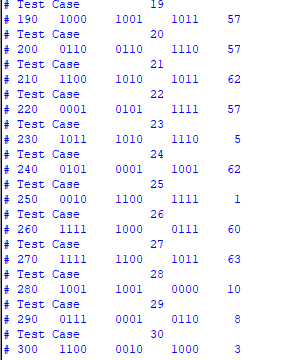 # Test Case 19
# 190 1000 1001 1011 57
# Test Case 20
# 200 0110 0110 1110 57
# Test Case 21
# 210 1100 1010 1011 62
# Test Case 22
# 220 0001 0101 1111 57
# Test Case 23
# 230 1011 1010 1110 5
# Test Case 24
# 240 0101 0001 1001 62
# Test Case 25
# 250 0010 1100 1111 1
# Test Case 26
# 260 1111 1000 0111 60
# Test Case 27
# 270 1111 1100 1011 63
# Test Case 28
# 280 1001 1001 0000 10
# Test Case 29
# 290 0111 0001 0110 8
# Test Case 30
# 300 1100 0010 1000 3